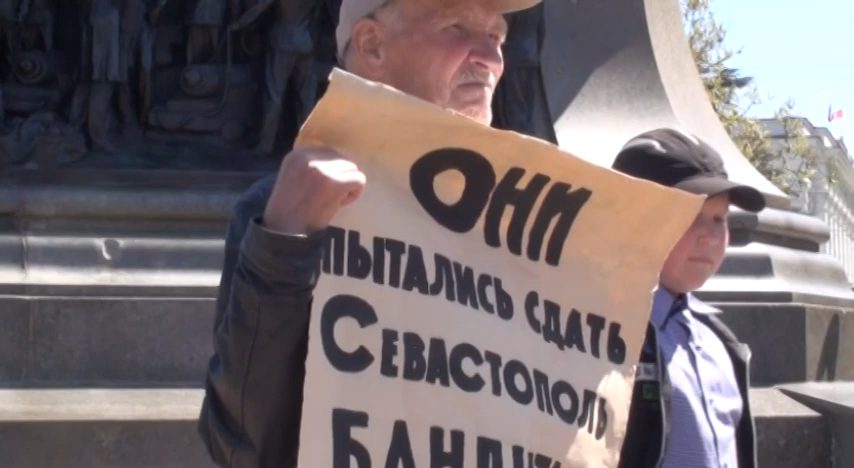 Они
пытались сдать
Севастополь